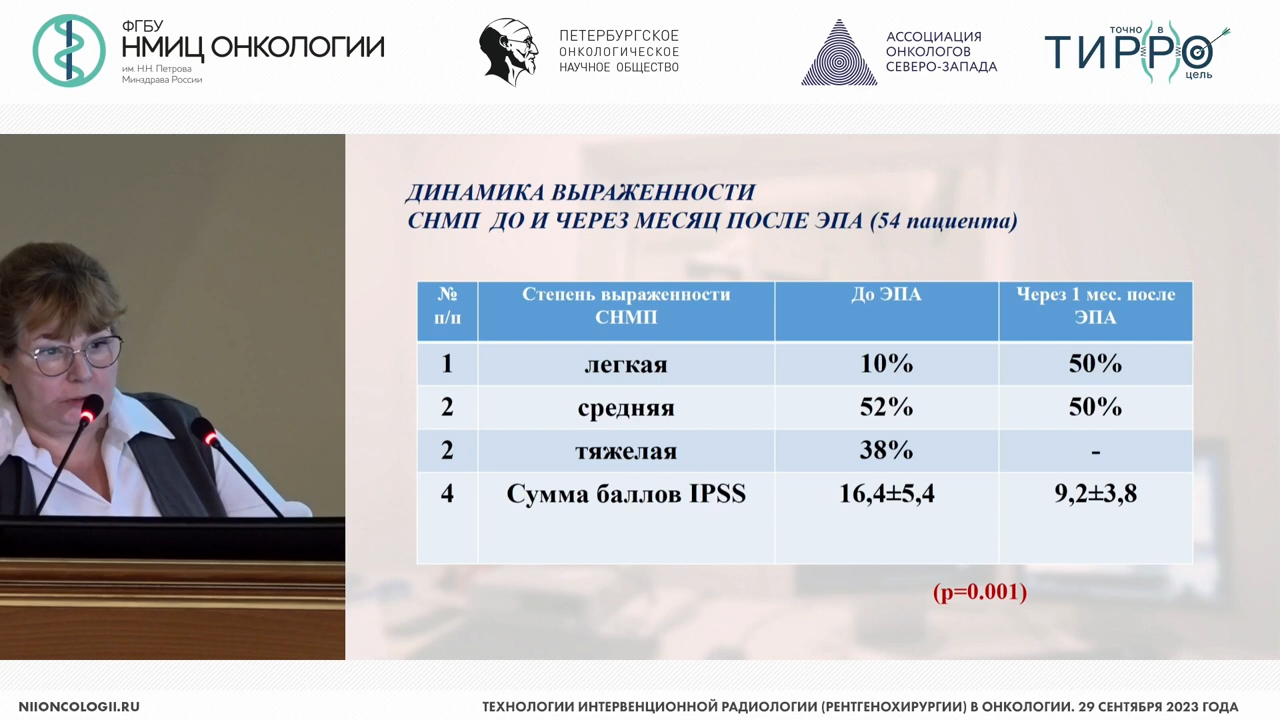 ФГБУ
НМИЦ ОНКОЛОГИИ
им. Н.Н. Петрова
Минздрава России
ПЕТЕРБУРГСКОЕ
ОНКОЛОГИЧЕСКОЕ
НАУЧНОЕ ОБЩЕСТВО
АССОЦИАЦИЯ
ОНКОЛОГОВ
СЕВЕРО-ЗАПАДА
ТОЧНО В
ТИРРО
цель
ДИНАМИКА ВЫРАЖЕННОСТИ
СНМП ДО И ЧЕРЕЗ МЕСЯЦ ПОСЛЕ ЭПА (54 пациента)
№ Степень выраженности До ЭПА Через 1 мес. после
п/п СНМП ЭПА
1 легкая 10% 50%
2 средняя 52% 50%
2 тяжелая 38% -
4 Сумма баллов IPSS 16,4±5,4 9,2±3,8
(p=0.001)
NIIONCOLOGII.RU
ТЕХНОЛОГИИ ИНТЕРВЕНЦИОННОЙ РАДИОЛОГИИ (РЕНТГЕНОХИРУРГИИ) В ОНКОЛОГИИ. 29 СЕНТЯБРЯ 2023 ГОДА